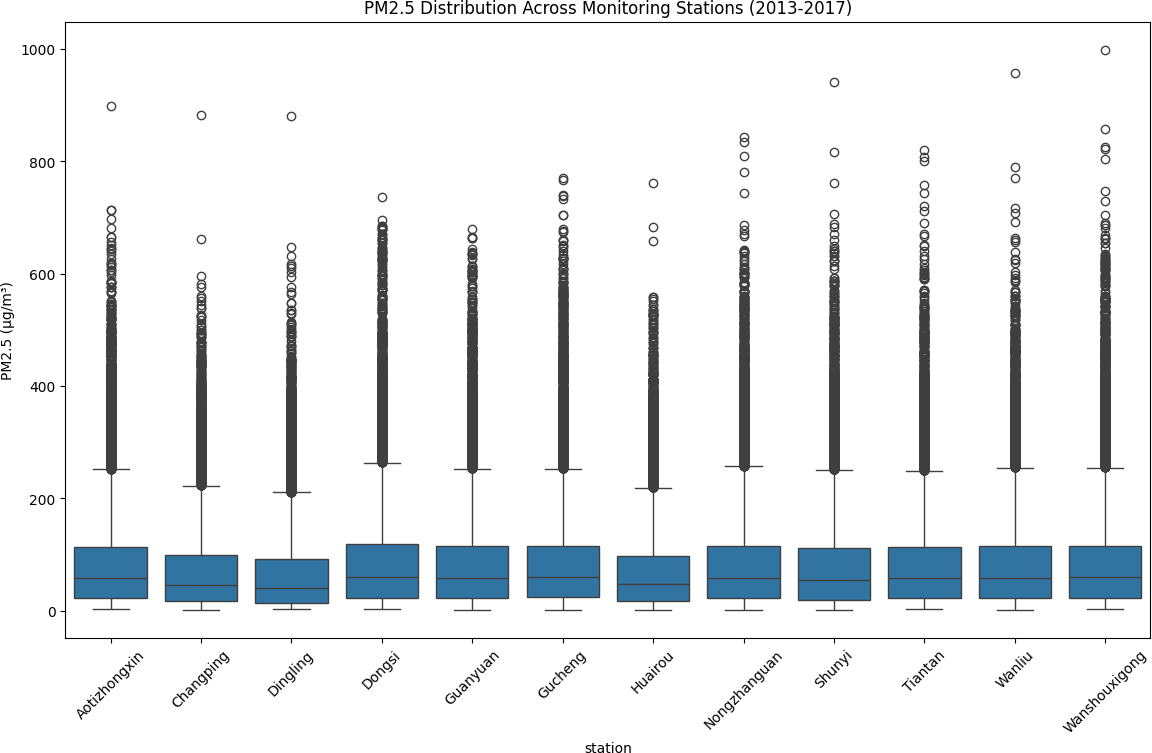 PM2.5 Distribution Across Monitoring Stations (2013-2017)
PM2.5 (µg/m³)
1000
800
600
400
200
0
Aotizhongxin
Changping
Dingling
Dongsi
Guanyuan
Gucheng
Huairou
Nongzhanguan
Shunyi
Tiantan
Wanliu
Wanshouxigong
station